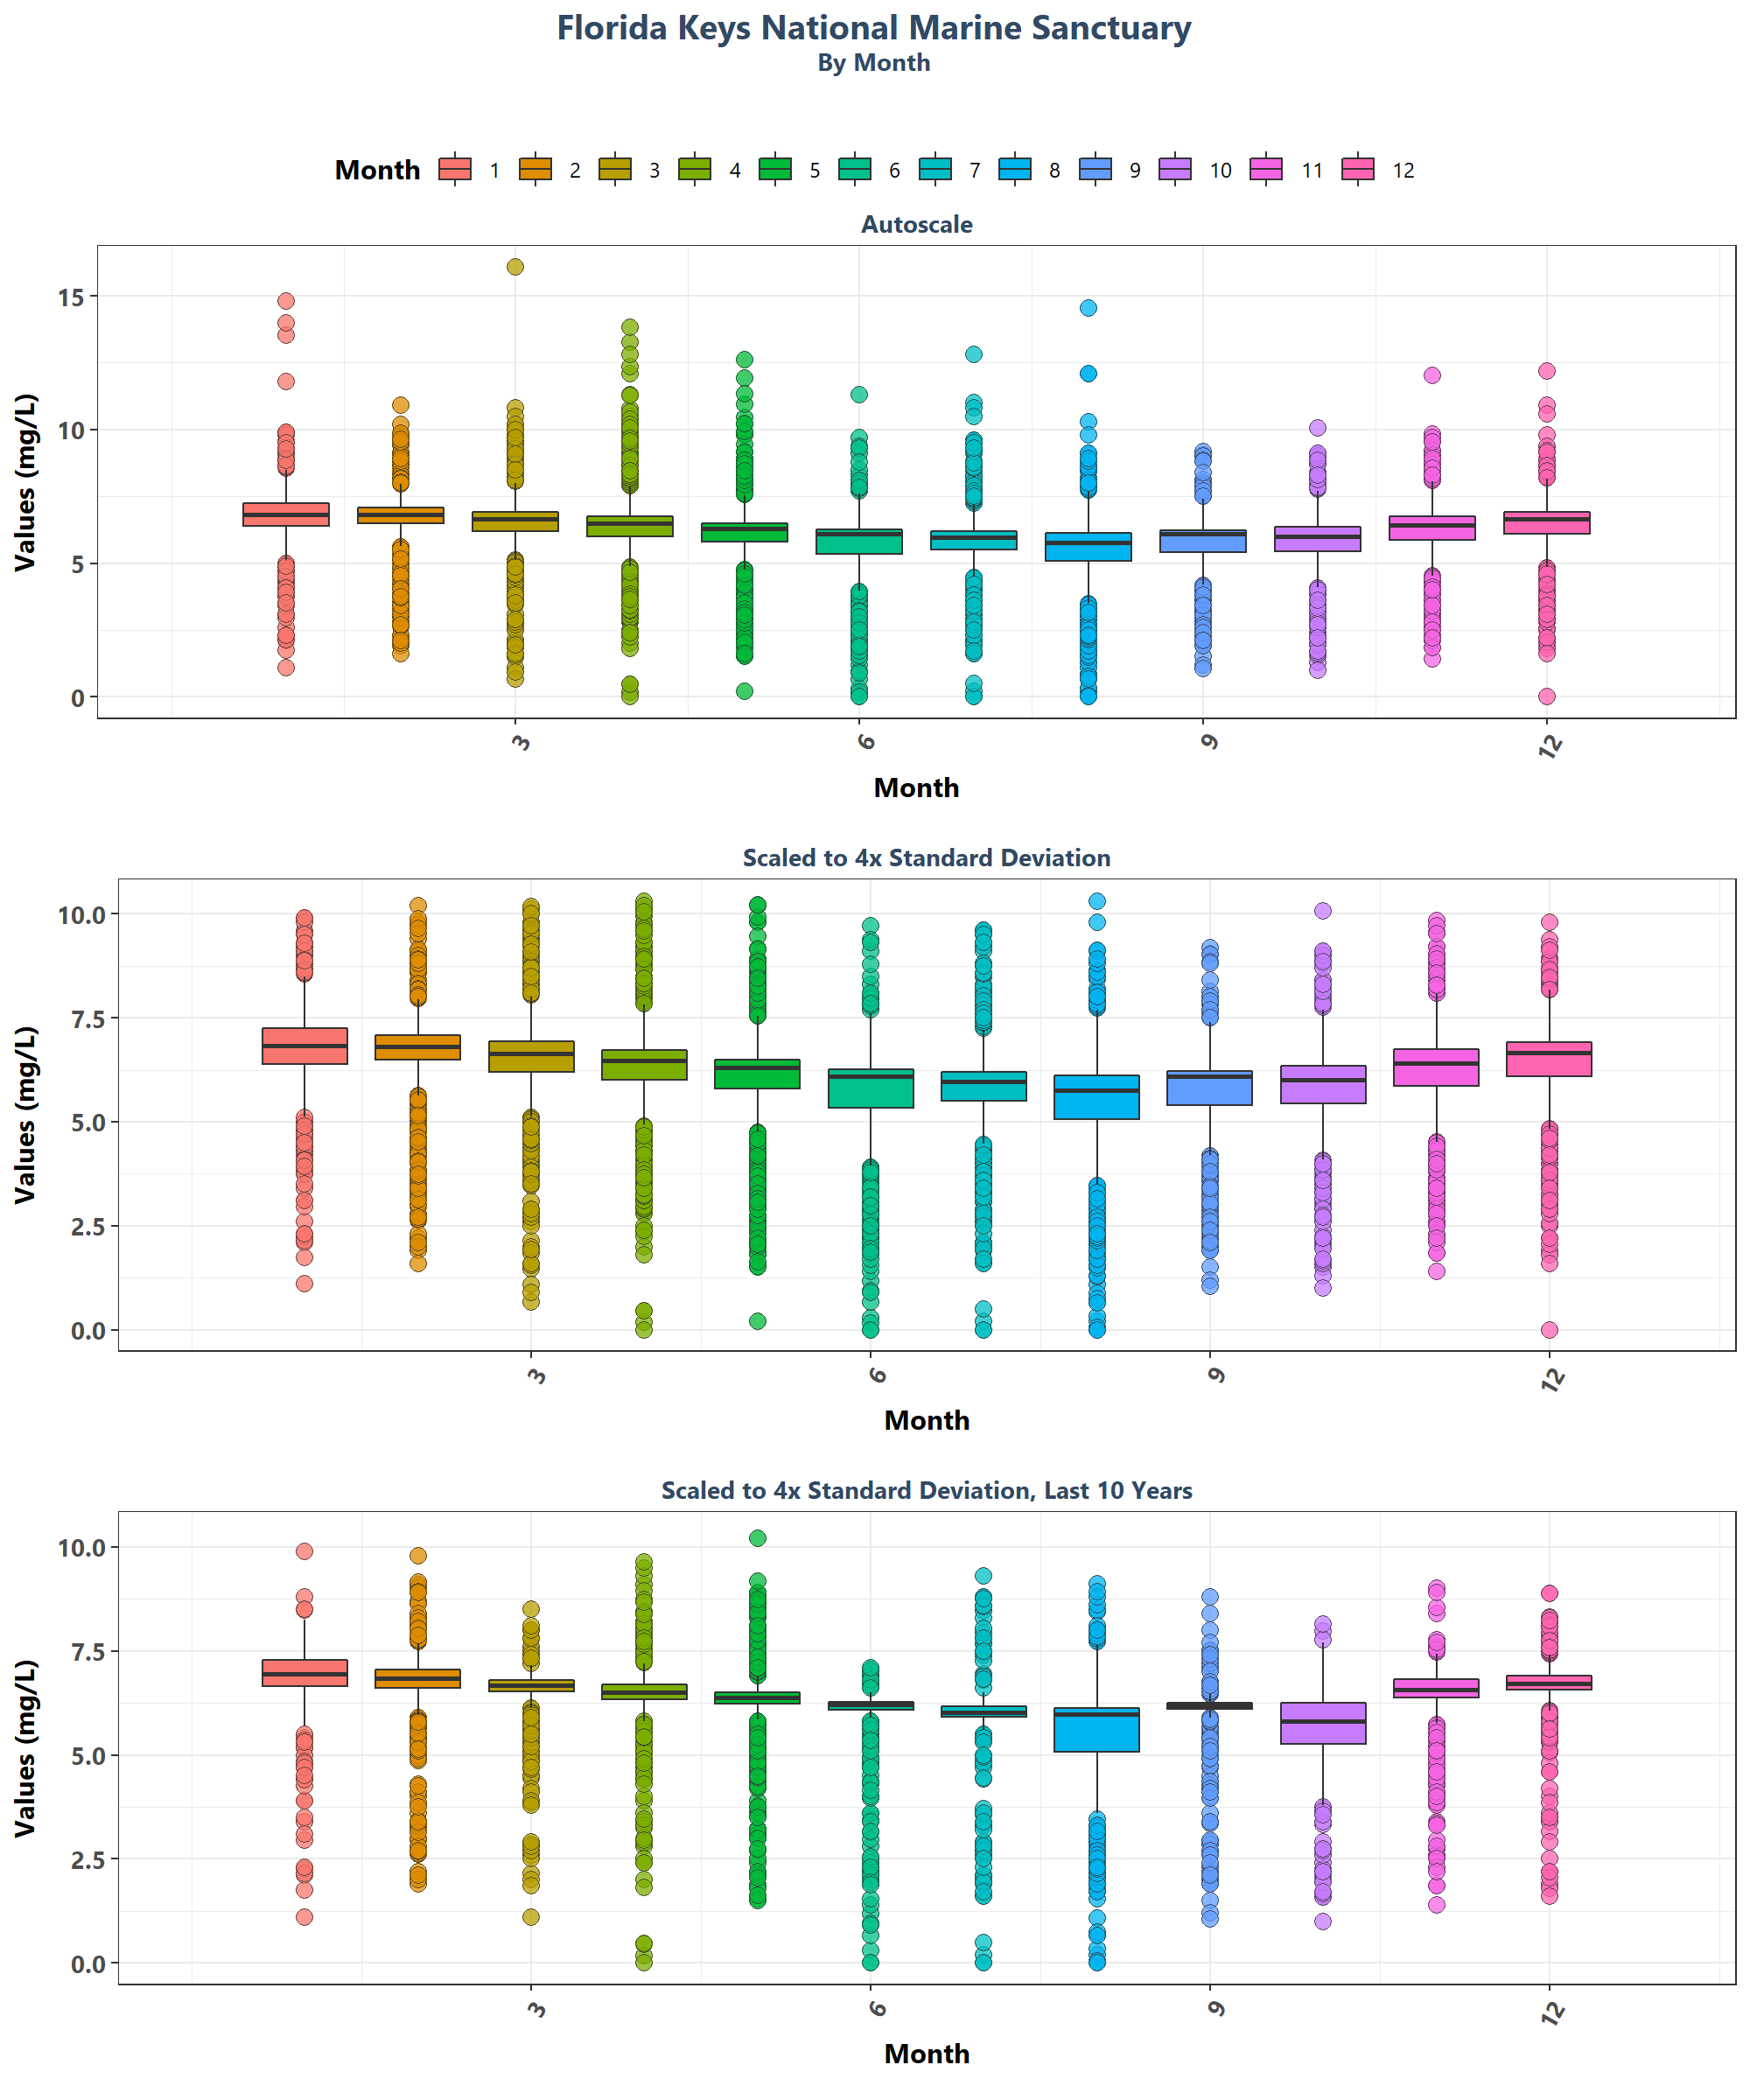 Florida Keys National Marine Sanctuary
By Month
Month 1 2 3 4 5 6 7 8 9 10 11 12
Autoscale
Values (mg/L)
15
10
5
0
3 6 9 12
Month
Scaled to 4x Standard Deviation
Values (mg/L)
10.0
7.5
5.0
2.5
0.0
3 6 9 12
Month
Scaled to 4x Standard Deviation, Last 10 Years
Values (mg/L)
10.0
7.5
5.0
2.5
0.0
3 6 9 12
Month